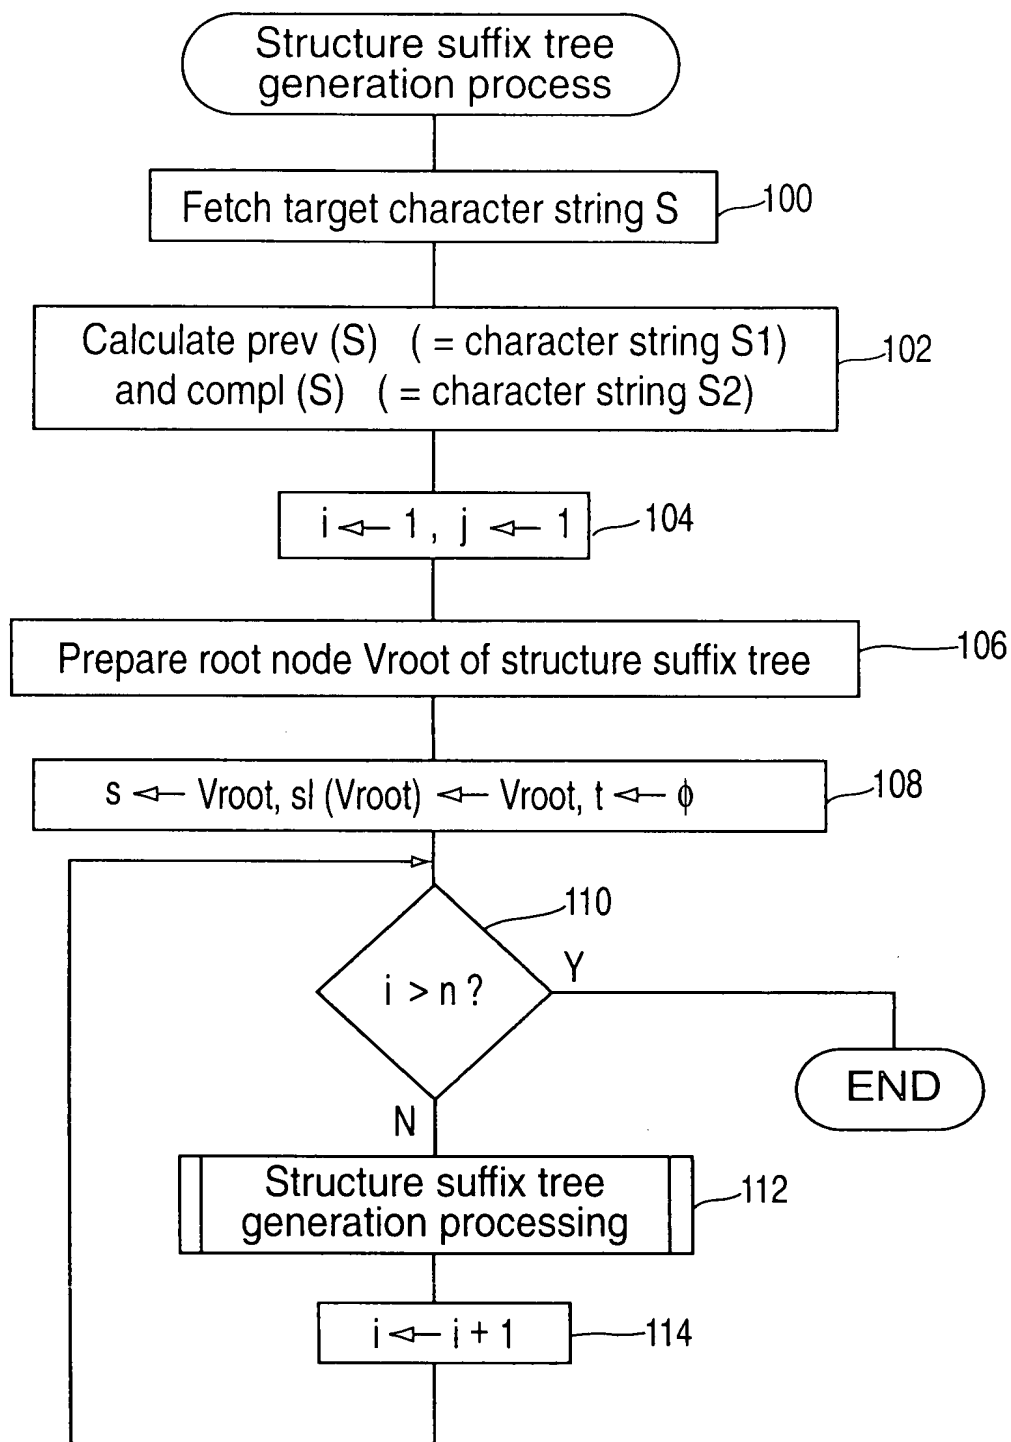 Structure suffix tree
generation process
Fetch target character string S
100
Calculate prev (S) ( = character string S1)
and compl (S) ( = character string S2)
102
i ← 1 , j ← 1
104
Prepare root node Vroot of structure suffix tree
106
s ← Vroot, sl (Vroot) ← Vroot, t ← ϕ
108
110
i > n ?
Y
END
N
Structure suffix tree
generation processing
112
i ← i + 1
114